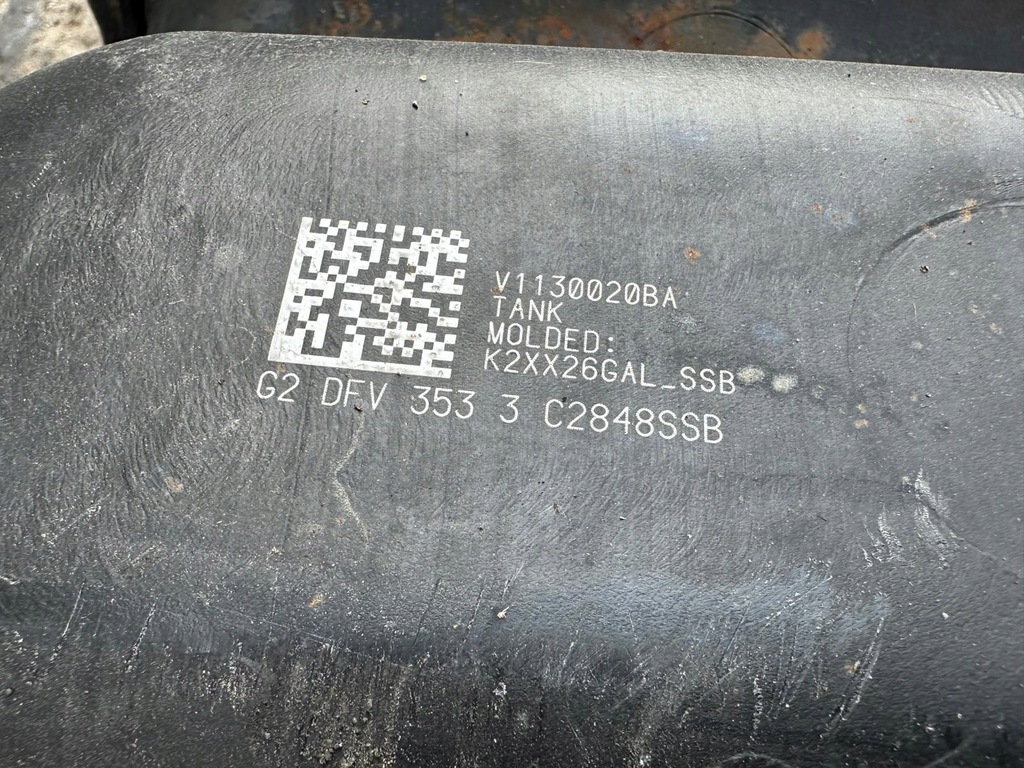 V1130020BA
TANK
MOLDED:
K2XX26GAL_SSB
G2 DFV 353 3 C2848SSB